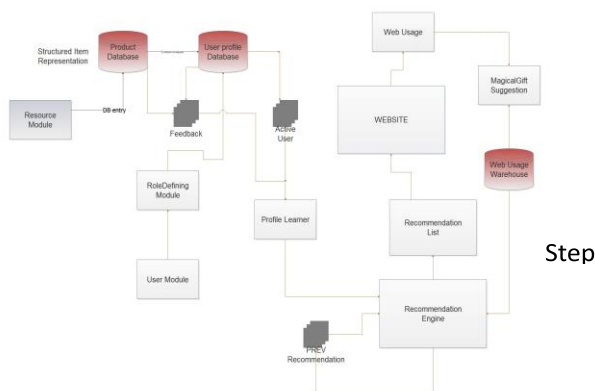 Structured Item
Representation
Product
Database
User profile
Database
Web Usage
MagicalGift
Suggestion
DB entry
Resource
Module
Feedback
Active
User
WEBSITE
Web Usage
Warehouse
RoleDefining
Module
Profile Learner
Recommendation
List
Step
User Module
Recommendation
Engine
PREV
Recommendation